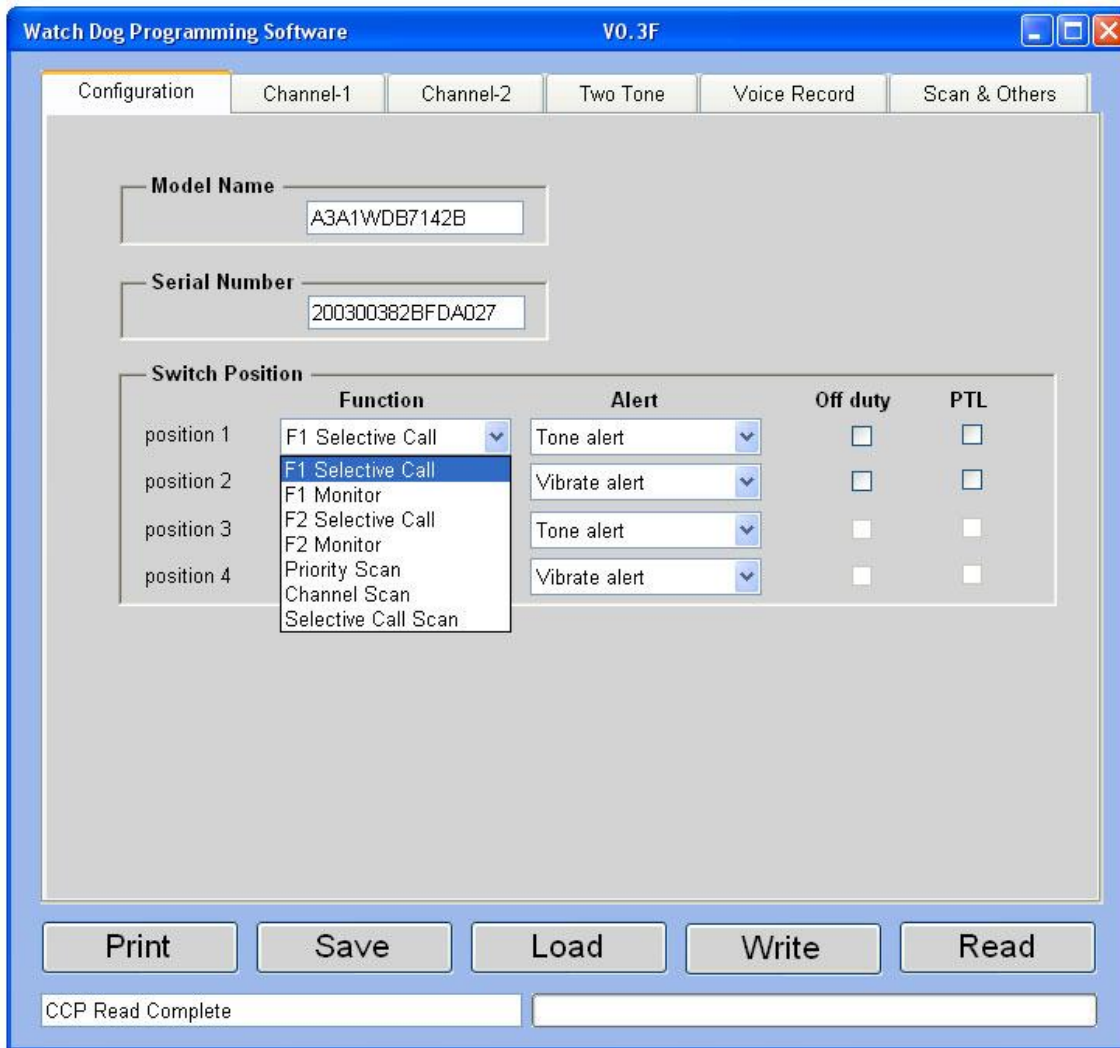 Watch Dog Programming Software V0.3F
Configuration Channel-1 Channel-2 Two Tone Voice Record Scan & Others
Model Name
A3A1WDB7142B
Serial Number
200300382BFDA027
Switch Position
Function Alert Off duty PTL
position 1 F1 Selective Call Tone alert
F1 Selective Call
position 2 Vibrate alert
F1 Monitor
F2 Selective Call
position 3 Tone alert
F2 Monitor
Priority Scan
position 4 Vibrate alert
Channel Scan
Selective Call Scan
Print Save Load Write Read
CCP Read Complete